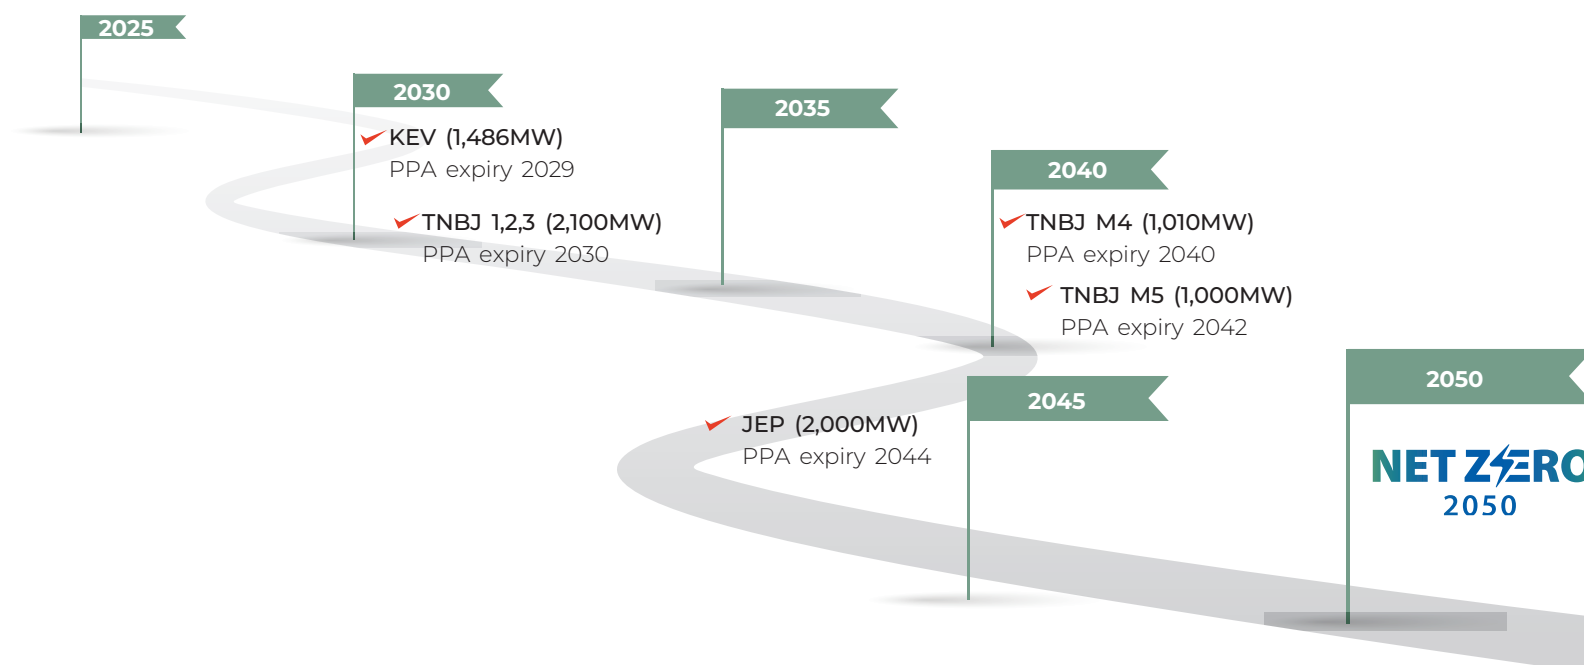 2025
2030
KEV (1,486MW)
PPA expiry 2029
TNBJ 1,2,3 (2,100MW)
PPA expiry 2030
2035
2040
TNBJ M4 (1,010MW)
PPA expiry 2040
TNBJ M5 (1,000MW)
PPA expiry 2042
2045
JEP (2,000MW)
PPA expiry 2044
2050
NET ZERO
2050